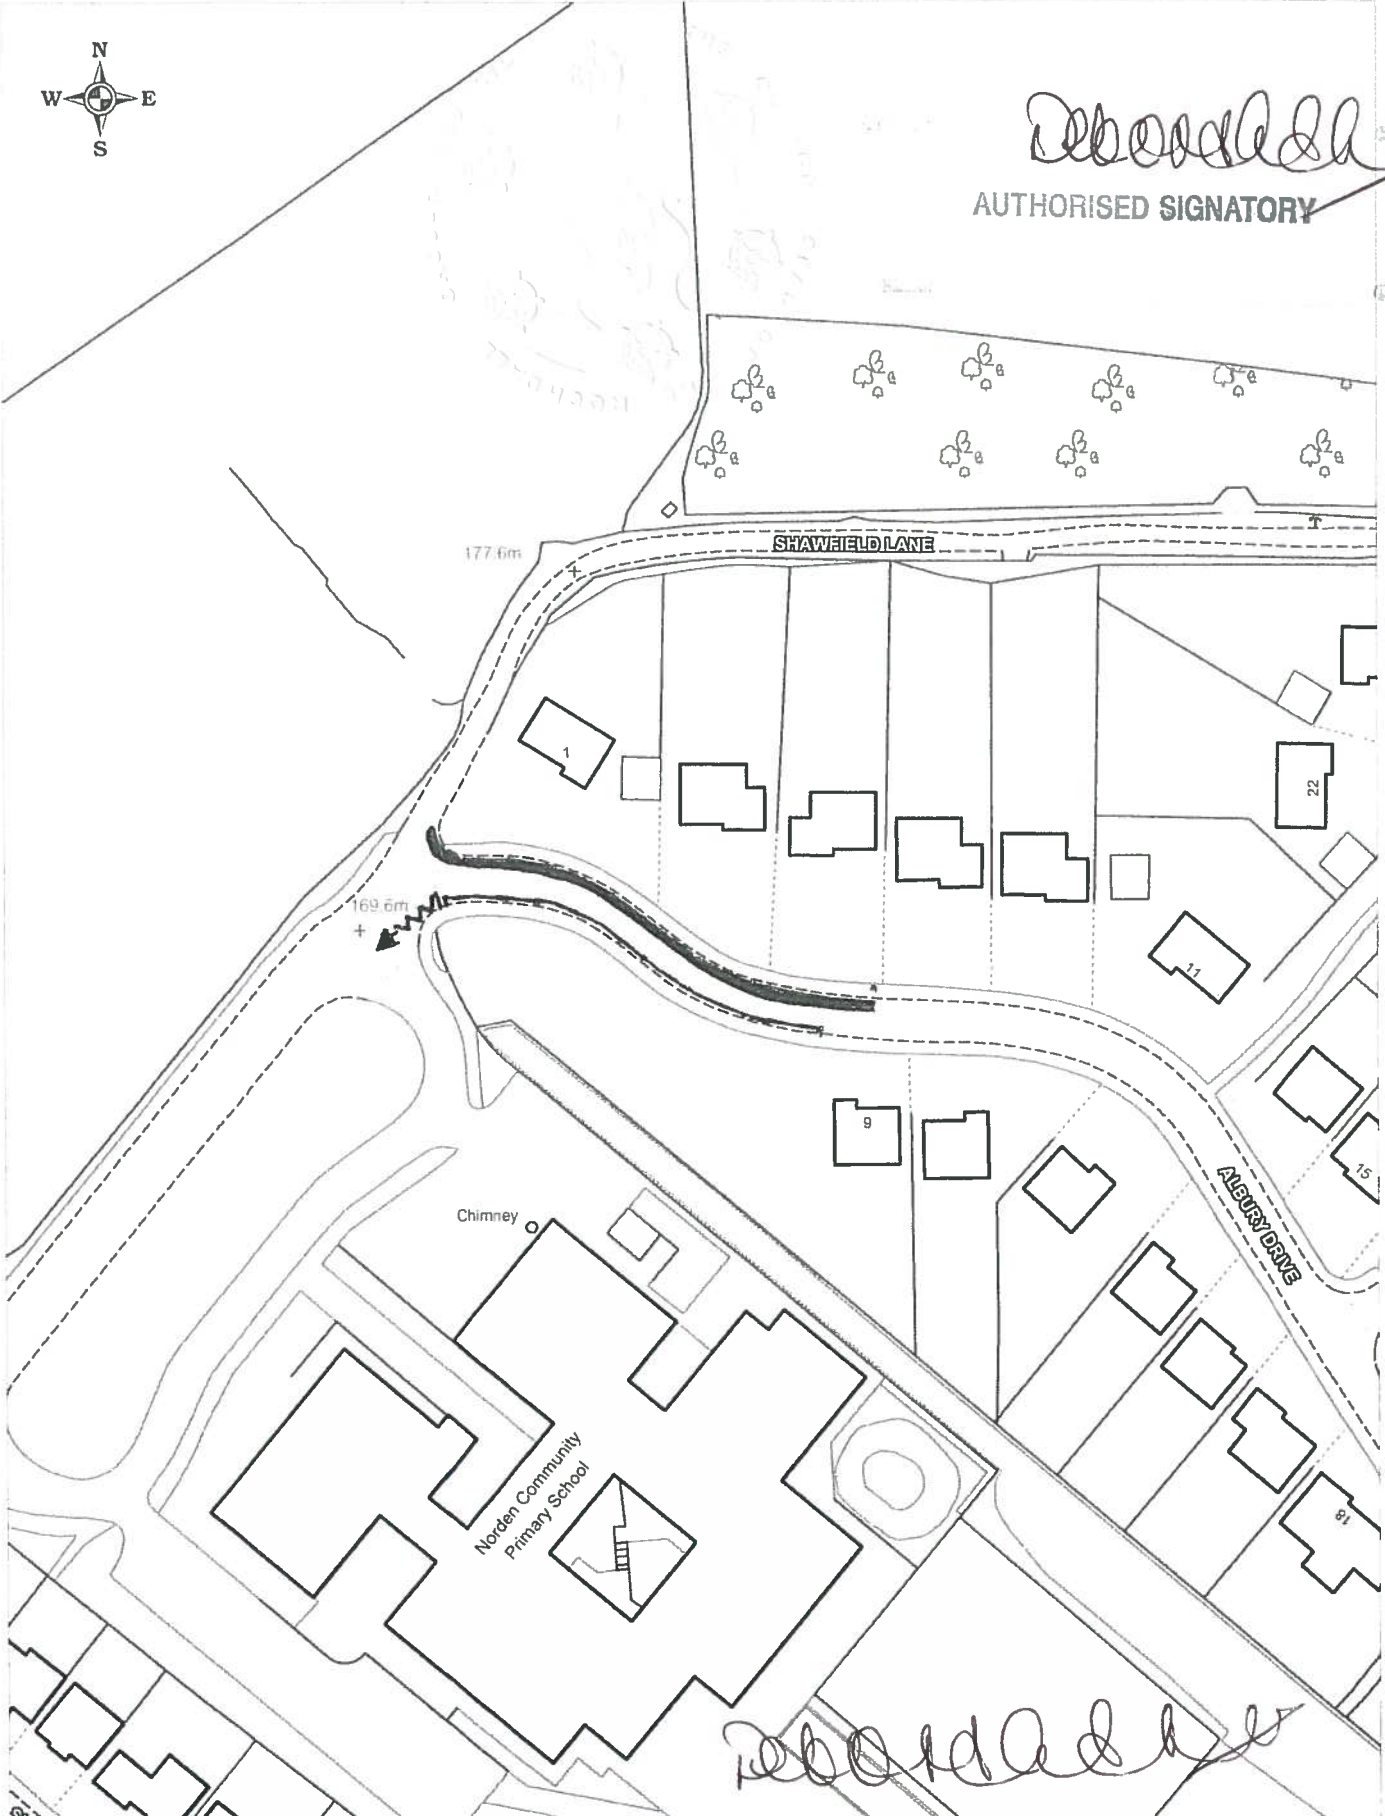 N
W E
S
AUTHORISED SIGNATORY
177.6m
SHAWFIELD LANE
T
1
22
169.6m
11
9
15
ALBURY DRIVE
Chimney
Norden Community
Primary School
18